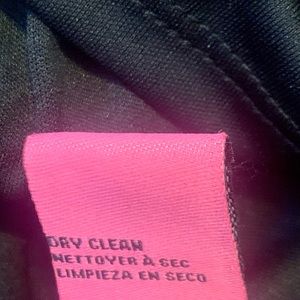 DRY CLEAN
NETTOYER À SEC
LIMPIEZA EN SECO